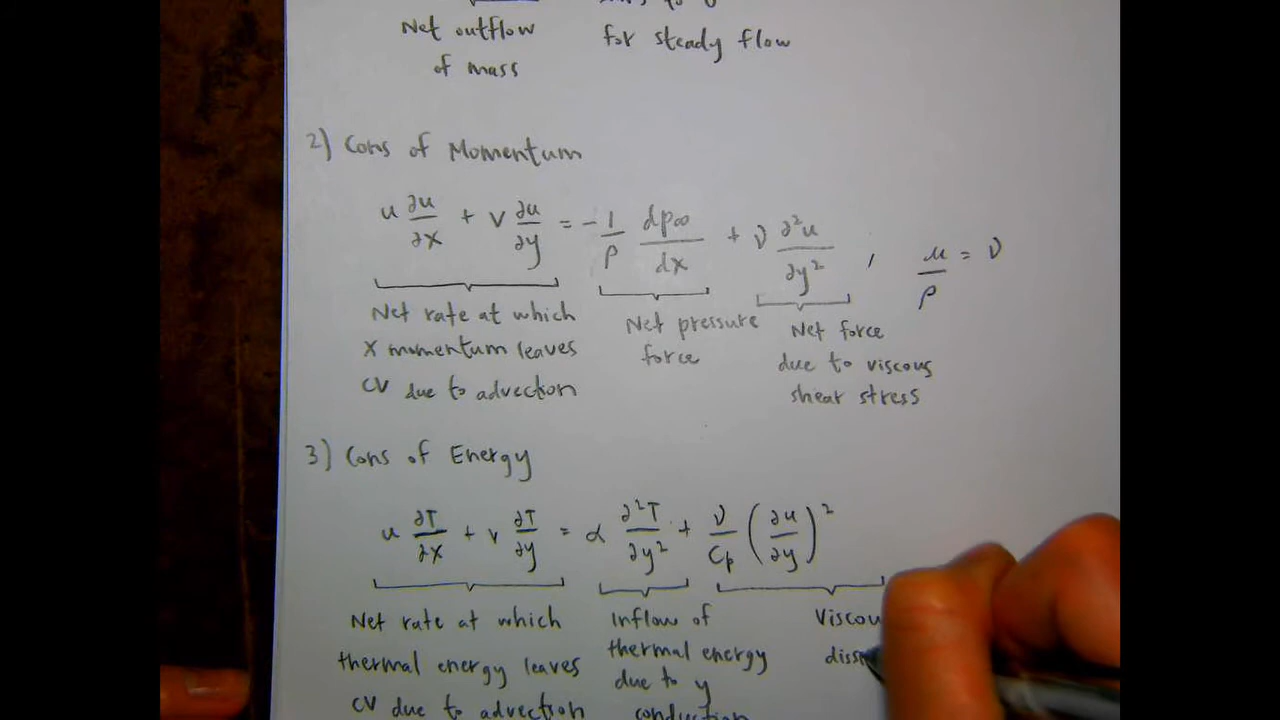 Net outflow
of mass
for steady flow
2) Cons of Momentum
u ∂u/∂x + v ∂u/∂y = -1/ρ dp∞/dx + ν ∂²u/∂y² , μ/ρ = ν
Net rate at which
x momentum leaves
CV due to advection
Net pressure
force
Net force
due to viscous
shear stress
3) Cons of Energy
u ∂T/∂x + v ∂T/∂y = α ∂²T/∂y² + ν/Cp (∂u/∂y)²
Net rate at which
thermal energy leaves
CV due to advection
Inflow of
thermal energy
due to y
conduction
Viscou
diss